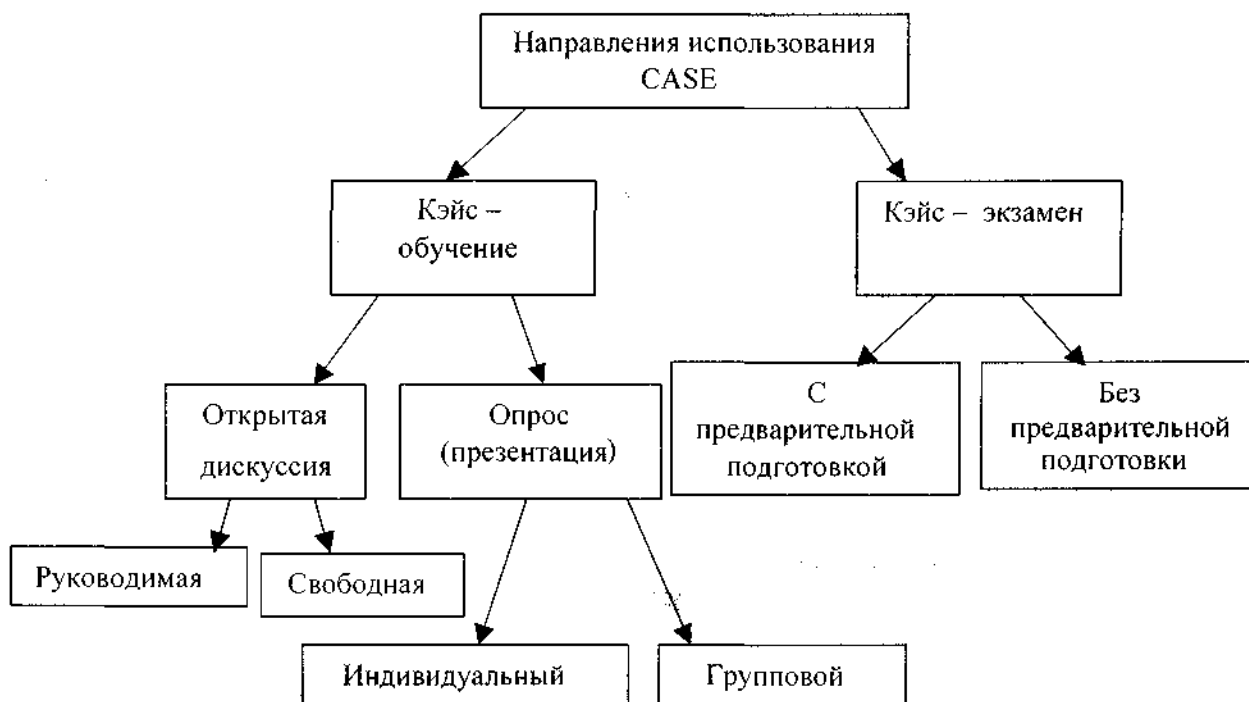 Направления использования
CASE
Кэйс –
обучение
Кэйс – экзамен
Открытая
дискуссия
Опрос
(презентация)
С
предварительной
подготовкой
Без
предварительной
подготовки
Руководимая
Свободная
Индивидуальный
Групповой